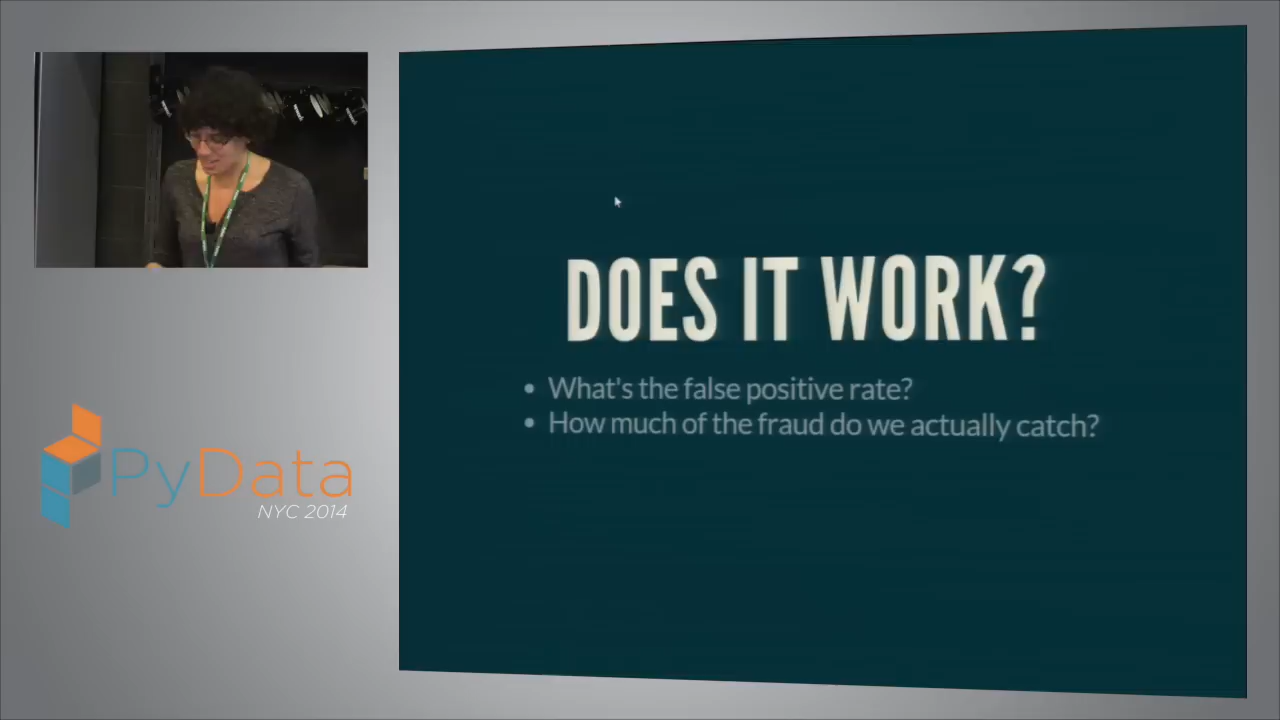 DOES IT WORK?
• What's the false positive rate?
• How much of the fraud do we actually catch?
PyData
NYC 2014